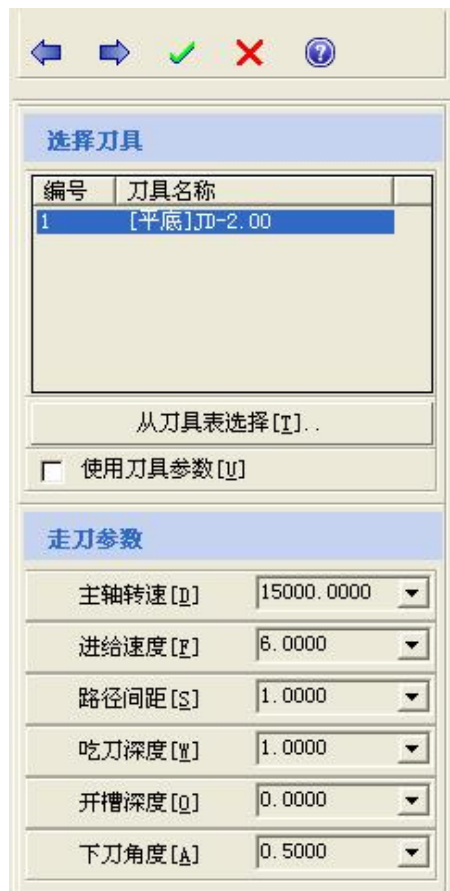 ?
选择刀具
编号 刀具名称
1 [平底]JD-2.00
从刀具表选择[T]..
使用刀具参数[U]
走刀参数
主轴转速[D] 15000.0000
进给速度[F] 6.0000
路径间距[S] 1.0000
吃刀深度[W] 1.0000
开槽深度[O] 0.0000
下刀角度[A] 0.5000